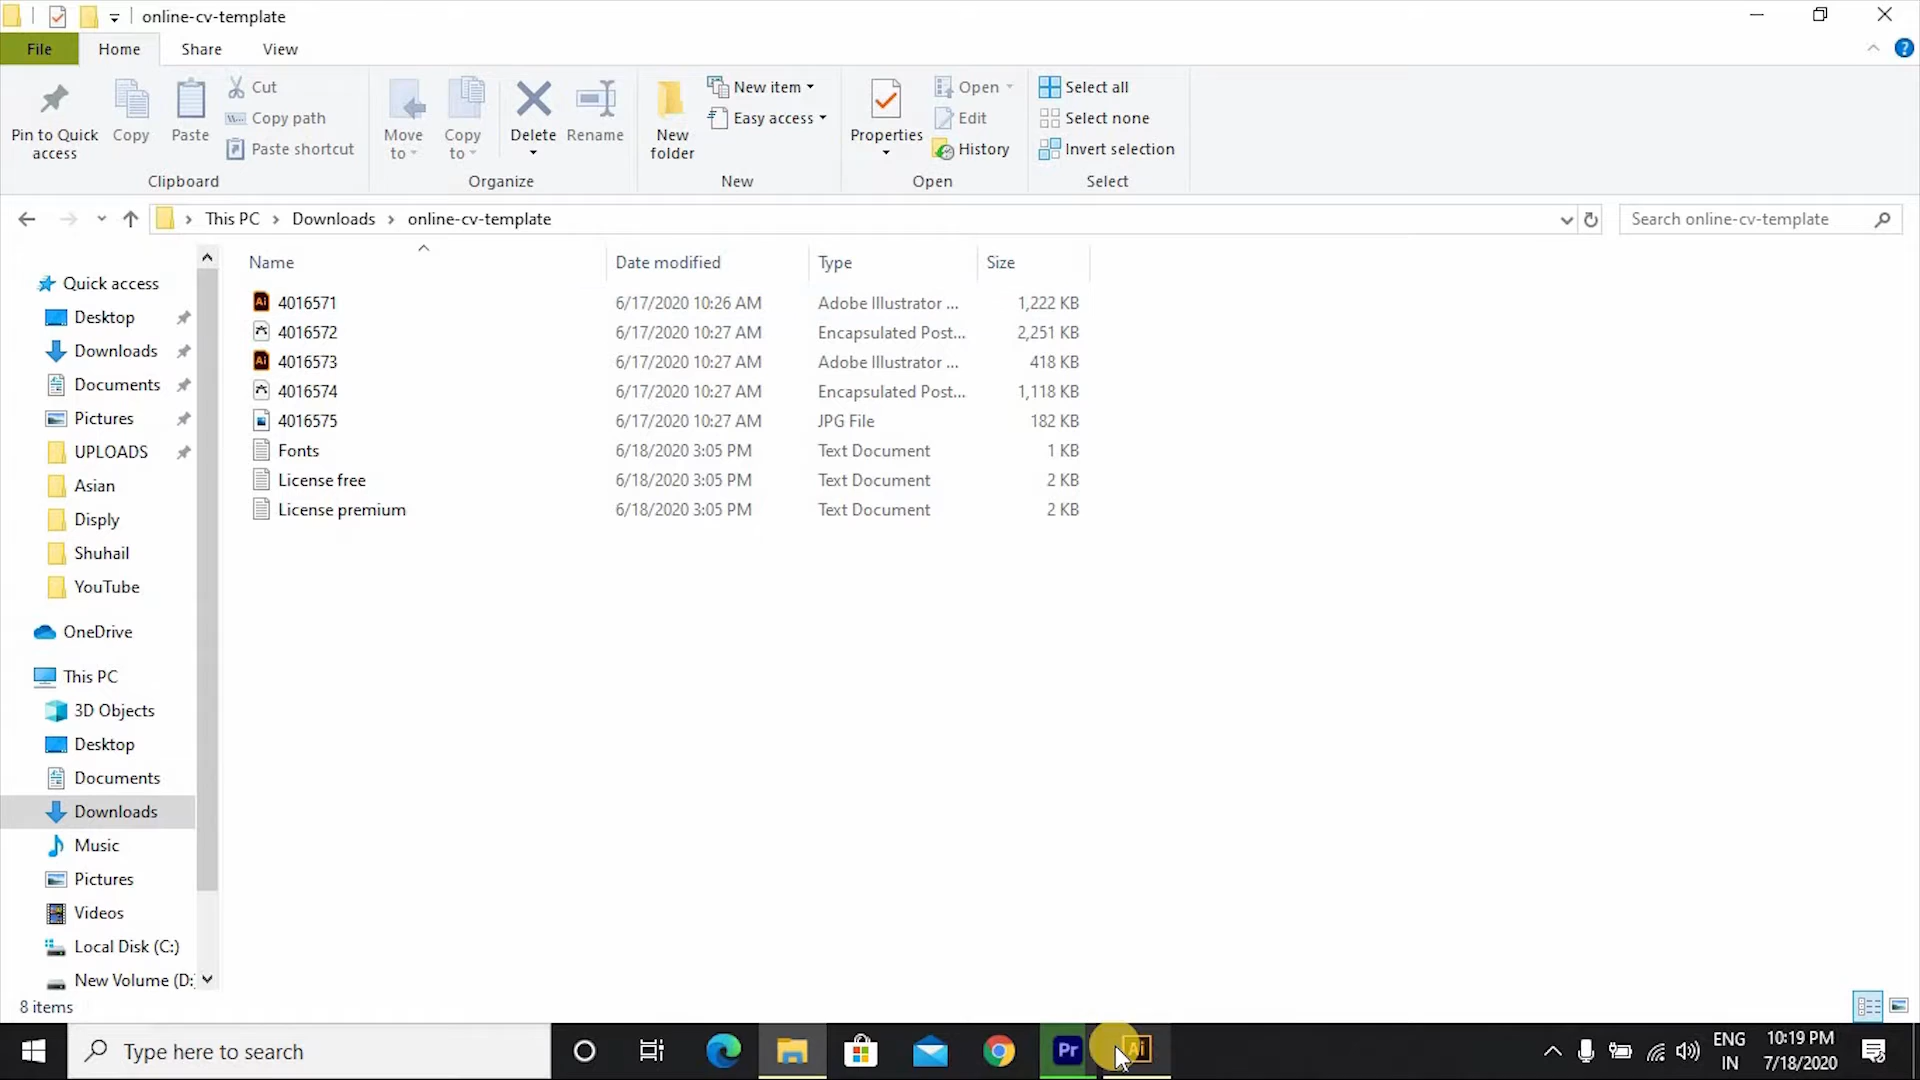 online-cv-template
File Home Share View
Pin to Quick access
Copy
Paste
Cut
Copy path
Paste shortcut
Clipboard
Move to
Copy to
Delete
Rename
Organize
New folder
New item
Easy access
New
Properties
Open
Edit
History
Open
Select all
Select none
Invert selection
Select
This PC > Downloads > online-cv-template
Search online-cv-template
Quick access
Desktop
Downloads
Documents
Pictures
UPLOADS
Asian
Disply
Shuhail
YouTube
OneDrive
This PC
3D Objects
Desktop
Documents
Downloads
Music
Pictures
Videos
Local Disk (C:)
New Volume (D:
Name Date modified Type Size
Ai 4016571 6/17/2020 10:26 AM Adobe Illustrator ... 1,222 KB
4016572 6/17/2020 10:27 AM Encapsulated Post... 2,251 KB
Ai 4016573 6/17/2020 10:27 AM Adobe Illustrator ... 418 KB
4016574 6/17/2020 10:27 AM Encapsulated Post... 1,118 KB
4016575 6/17/2020 10:27 AM JPG File 182 KB
Fonts 6/18/2020 3:05 PM Text Document 1 KB
License free 6/18/2020 3:05 PM Text Document 2 KB
License premium 6/18/2020 3:05 PM Text Document 2 KB
8 items
Type here to search
Pr
Ai
ENG
IN
10:19 PM
7/18/2020